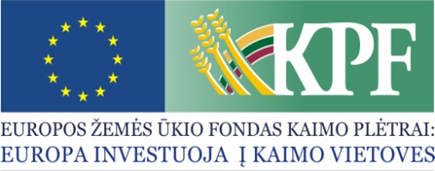 KPF
EUROPOS ŽEMĖS ŪKIO FONDAS KAIMO PLĖTRAI:
EUROPA INVESTUOJA Į KAIMO VIETOVES